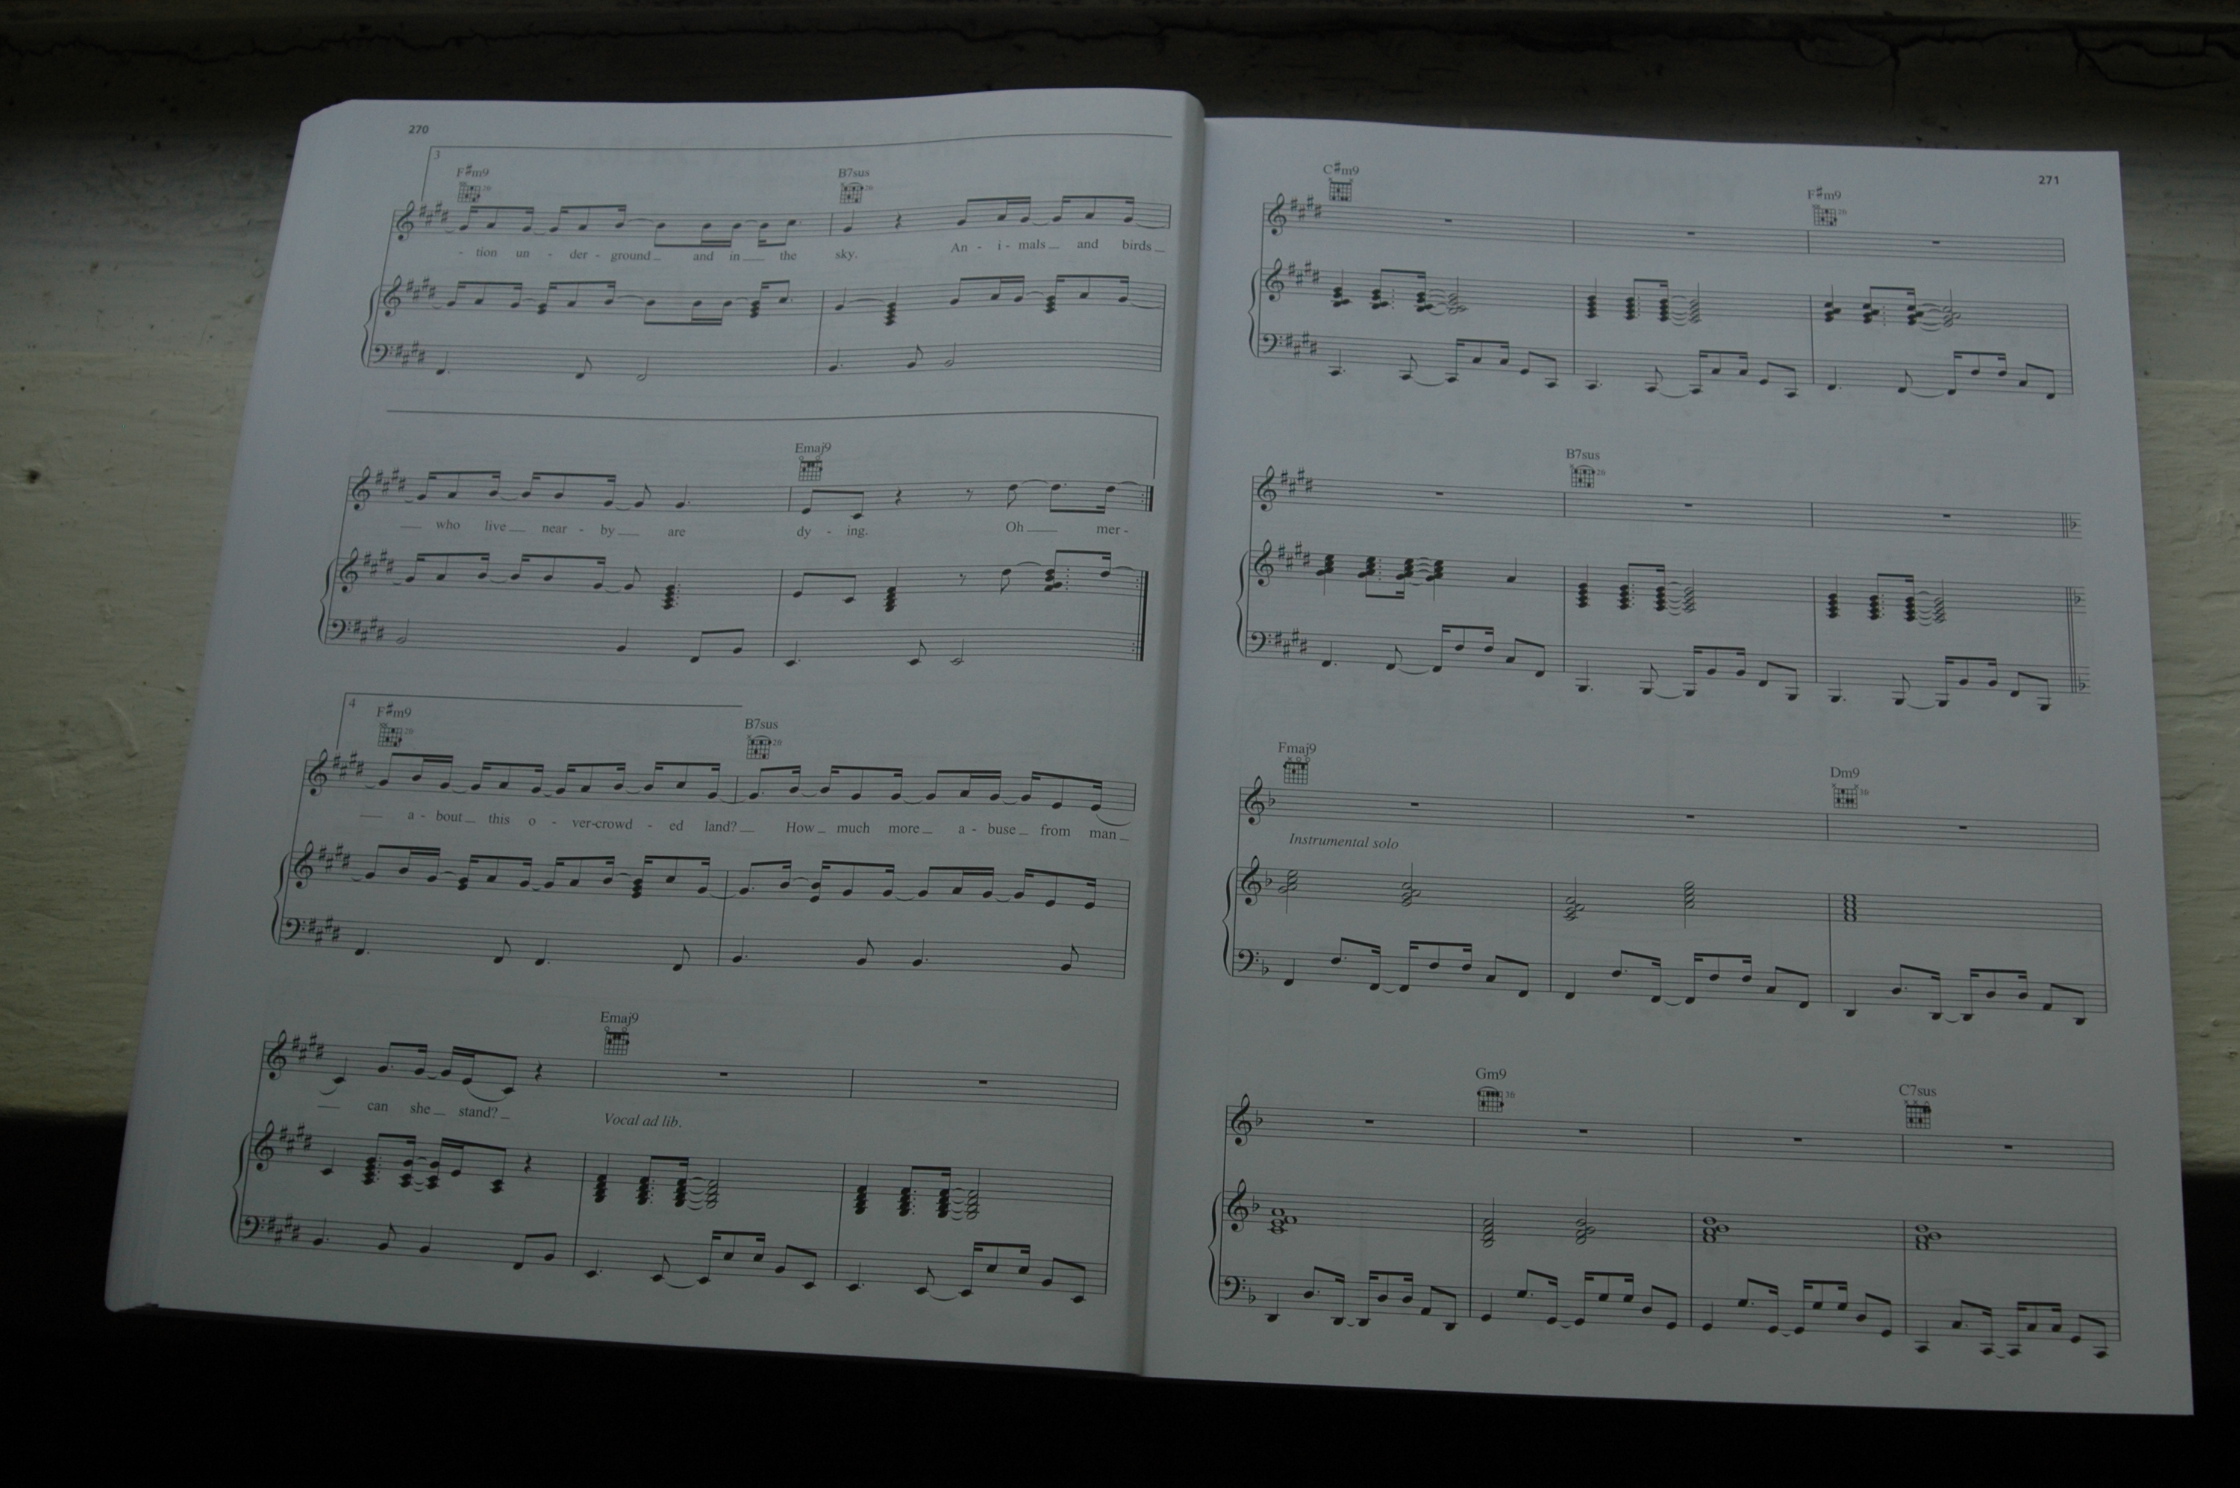 270
3
F#m9 B7sus
- tion un - der - ground and in the sky. An - i - mals and birds
Emaj9
who live near - by are dy - ing. Oh mer -
4
F#m9 B7sus
a - bout this o - ver-crowd - ed land? How much more a - buse from man
Emaj9
can she stand?
Vocal ad lib.
271
C#m9 F#m9
B7sus
Fmaj9 Dm9
Instrumental solo
Gm9 C7sus